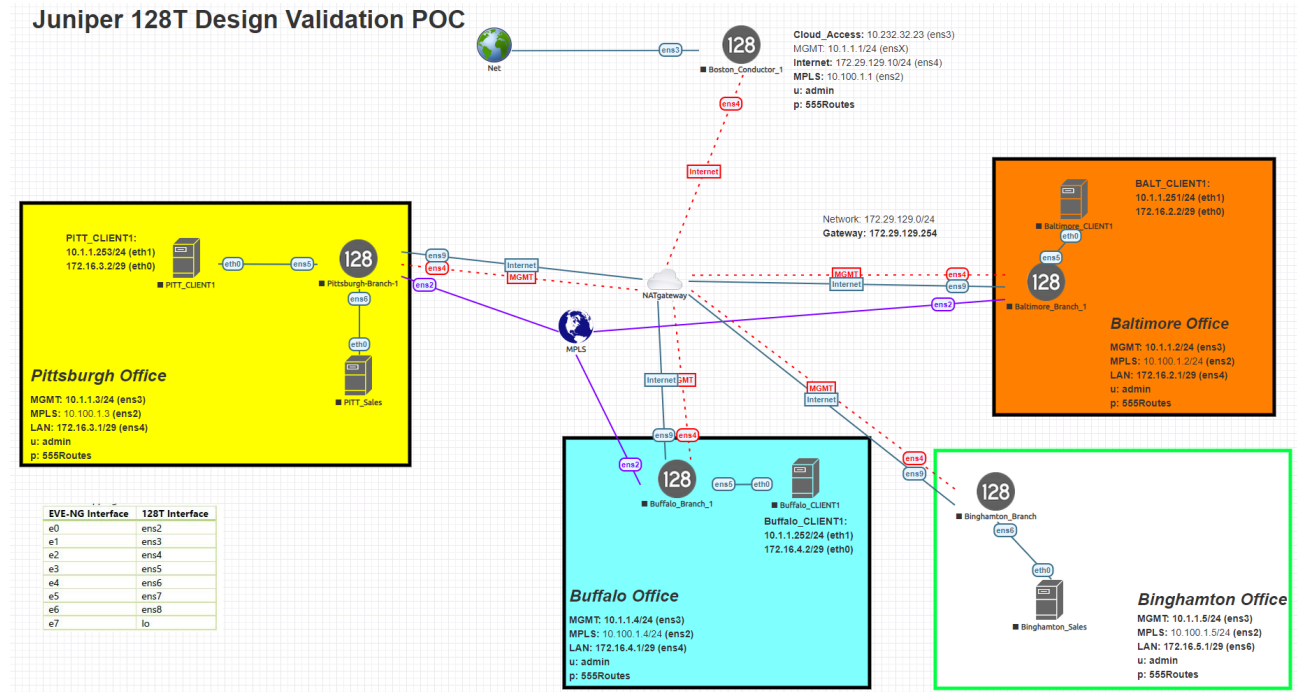 Juniper 128T Design Validation POC
Net
ens3
128
Boston_Conductor_1
Cloud_Access: 10.232.32.23 (ens3)
MGMT: 10.1.1.1/24 (ensX)
Internet: 172.29.129.10/24 (ens4)
MPLS: 10.100.1.1 (ens2)
u: admin
p: 555Routes
ens4
Internet
Network: 172.29.129.0/24
Gateway: 172.29.129.254
NATgateway
MPLS
PITT_CLIENT1:
10.1.1.253/24 (eth1)
172.16.3.2/29 (eth0)
PITT_CLIENT1
eth0
ens5
128
Pittsburgh-Branch-1
ens6
eth0
PITT_Sales
Pittsburgh Office
MGMT: 10.1.1.3/24 (ens3)
MPLS: 10.100.1.3 (ens2)
LAN: 172.16.3.1/29 (ens4)
u: admin
p: 555Routes
ens9
ens4
ens2
Internet
MGMT
MGMT
Internet
ens4
ens9
ens2
BALT_CLIENT1:
10.1.1.251/24 (eth1)
172.16.2.2/29 (eth0)
Baltimore_CLIENT1
eth0
ens5
128
Baltimore_Branch_1
Baltimore Office
MGMT: 10.1.1.2/24 (ens3)
MPLS: 10.100.1.2/24 (ens2)
LAN: 172.16.2.1/29 (ens4)
u: admin
p: 555Routes
Internet
MGMT
Internet
ens9
ens4
ens2
128
Buffalo_Branch_1
ens5
eth0
Buffalo_CLIENT1
Buffalo_CLIENT1:
10.1.1.252/24 (eth1)
172.16.4.2/29 (eth0)
Buffalo Office
MGMT: 10.1.1.4/24 (ens3)
MPLS: 10.100.1.4/24 (ens2)
LAN: 172.16.4.1/29 (ens4)
u: admin
p: 555Routes
ens4
ens9
128
Binghamton_Branch
ens6
eth0
Binghamton_Sales
Binghamton Office
MGMT: 10.1.1.5/24 (ens3)
MPLS: 10.100.1.5/24 (ens2)
LAN: 172.16.5.1/29 (ens6)
u: admin
p: 555Routes
EVE-NG Interface 128T Interface
e0 ens2
e1 ens3
e2 ens4
e3 ens5
e4 ens6
e5 ens7
e6 ens8
e7 lo